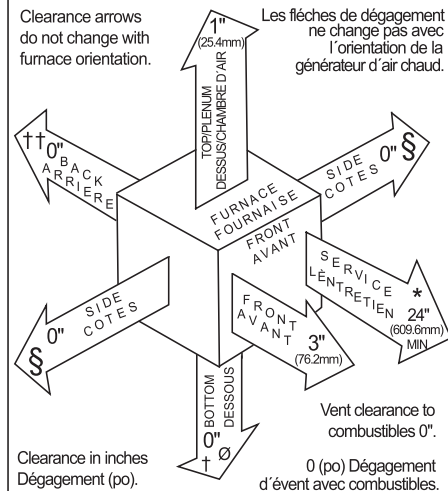 Clearance arrows
do not change with
furnace orientation.
Les fléches de dégagement
ne change pas avec
l´orientation de la
générateur d´air chaud.
1"
(25.4mm)
TOP/PLENUM
DESSUS/CHAMBRE D´AIR
††0"
BACK
ARRIERE
SIDE
COTES
0" §
FURNACE
FOURNAISE
FRONT
AVANT
SERVICE
L´ENTRETIEN
*
24"
(609.6mm)
MIN
§ 0"
SIDE
COTES
FRONT
AVANT
3"
(76.2mm)
BOTTOM
DESSOUS
0"
† Ø
Vent clearance to
combustibles 0".
Clearance in inches
Dégagement (po).
0 (po) Dégagement
d´évent avec combustibles.